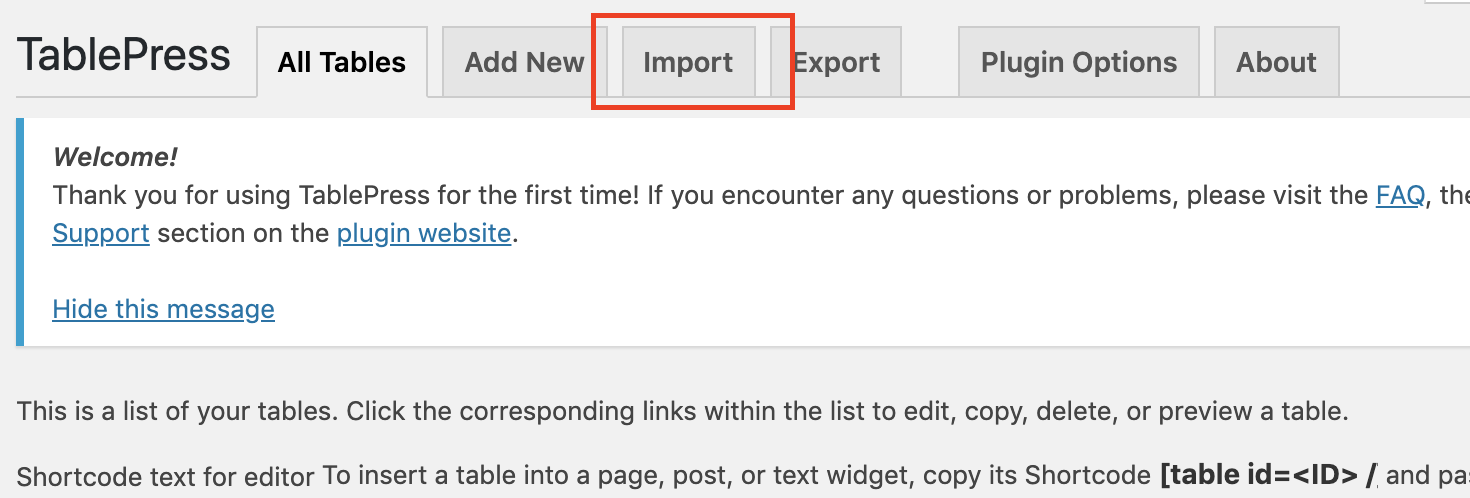 TablePress All Tables Add New Import Export Plugin Options About
Welcome!
Thank you for using TablePress for the first time! If you encounter any questions or problems, please visit the FAQ, the
Support section on the plugin website.
Hide this message
This is a list of your tables. Click the corresponding links within the list to edit, copy, delete, or preview a table.
Shortcode text for editor To insert a table into a page, post, or text widget, copy its Shortcode [table id=<ID> / and pas